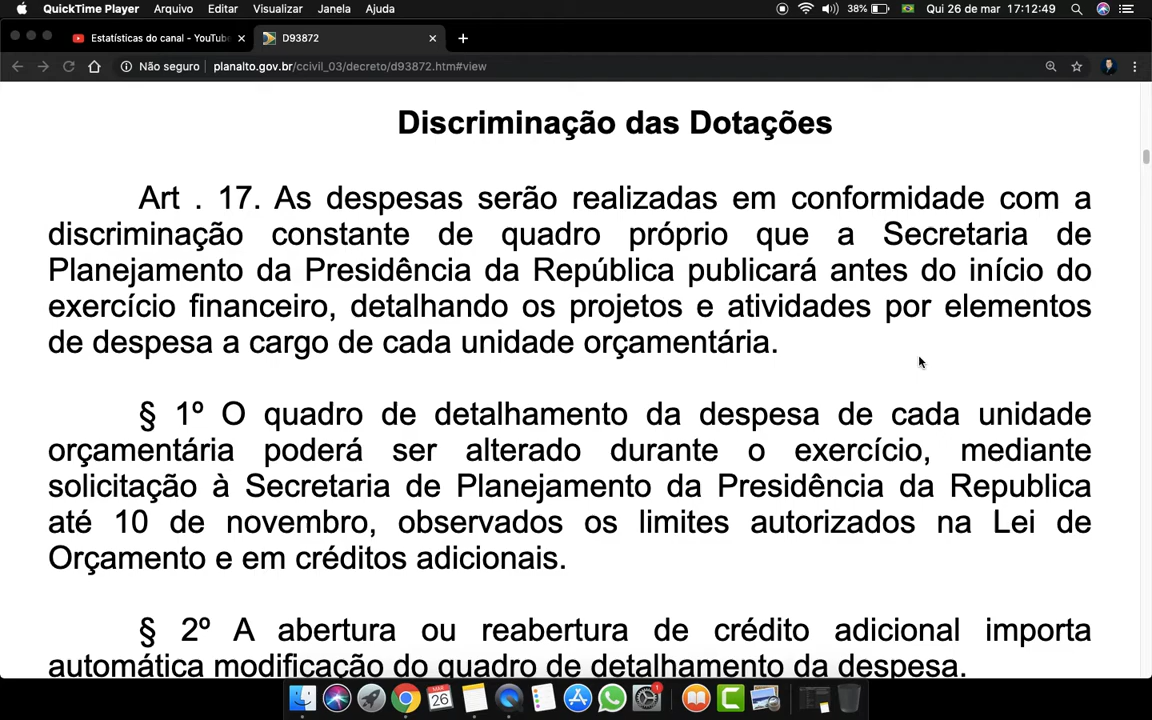 QuickTime Player Arquivo Editar Visualizar Janela Ajuda 38% Qui 26 de mar 17:12:49
Estatísticas do canal - YouTube D93872
Não seguro planalto.gov.br/ccivil_03/decreto/d93872.htm#view
Discriminação das Dotações
Art . 17. As despesas serão realizadas em conformidade com a
discriminação constante de quadro próprio que a Secretaria de
Planejamento da Presidência da República publicará antes do início do
exercício financeiro, detalhando os projetos e atividades por elementos
de despesa a cargo de cada unidade orçamentária.
§ 1º O quadro de detalhamento da despesa de cada unidade
orçamentária poderá ser alterado durante o exercício, mediante
solicitação à Secretaria de Planejamento da Presidência da Republica
até 10 de novembro, observados os limites autorizados na Lei de
Orçamento e em créditos adicionais.
§ 2º A abertura ou reabertura de crédito adicional importa
automática modificação do quadro de detalhamento da despesa.
MAR
26
1